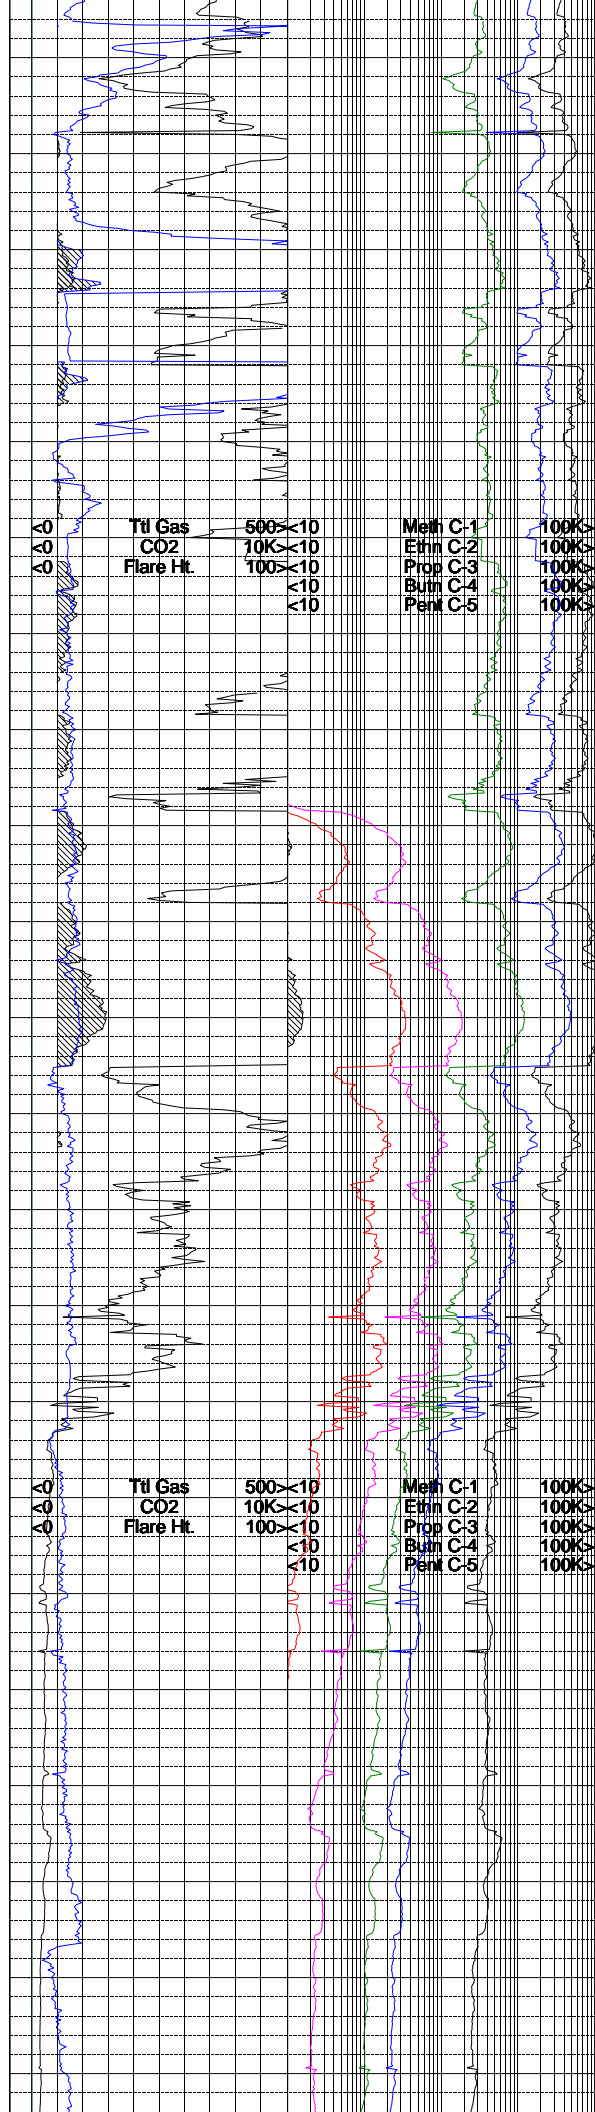 <0 Ttl Gas 500><10 Meth C-1 100K>
<0 CO2 10K><10 Ethn C-2 100K>
<0 Flare Ht. 100><10 Prop C-3 100K>
<10 Butn C-4 100K>
<10 Pent C-5 100K>
<0 Ttl Gas 500><10 Meth C-1 100K>
<0 CO2 10K><10 Ethn C-2 100K>
<0 Flare Ht. 100><10 Prop C-3 100K>
<10 Butn C-4 100K>
<10 Pent C-5 100K>